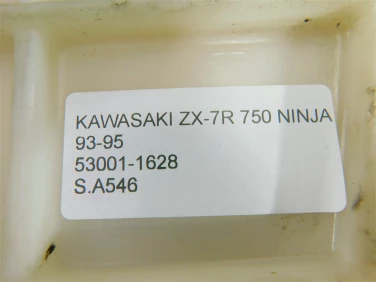 KAWASAKI ZX-7R 750 NINJA
93-95
53001-1628
S.A546